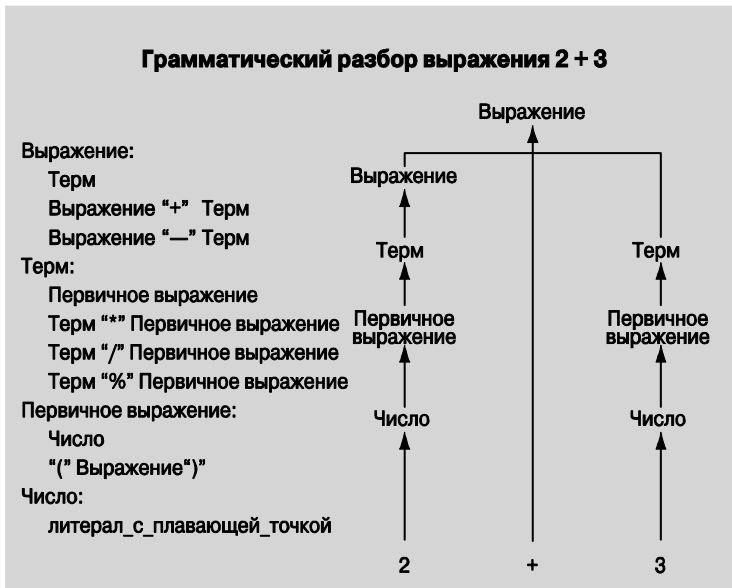 Грамматический разбор выражения 2 + 3
Выражение:
Терм
Выражение “+” Терм
Выражение “—” Терм
Терм:
Первичное выражение
Терм “*” Первичное выражение
Терм “/” Первичное выражение
Терм “%” Первичное выражение
Первичное выражение:
Число
“(” Выражение“)”
Число:
литерал_с_плавающей_точкой
Выражение
Выражение
Терм
Терм
Первичное
выражение
Первичное
выражение
Число
Число
2 + 3